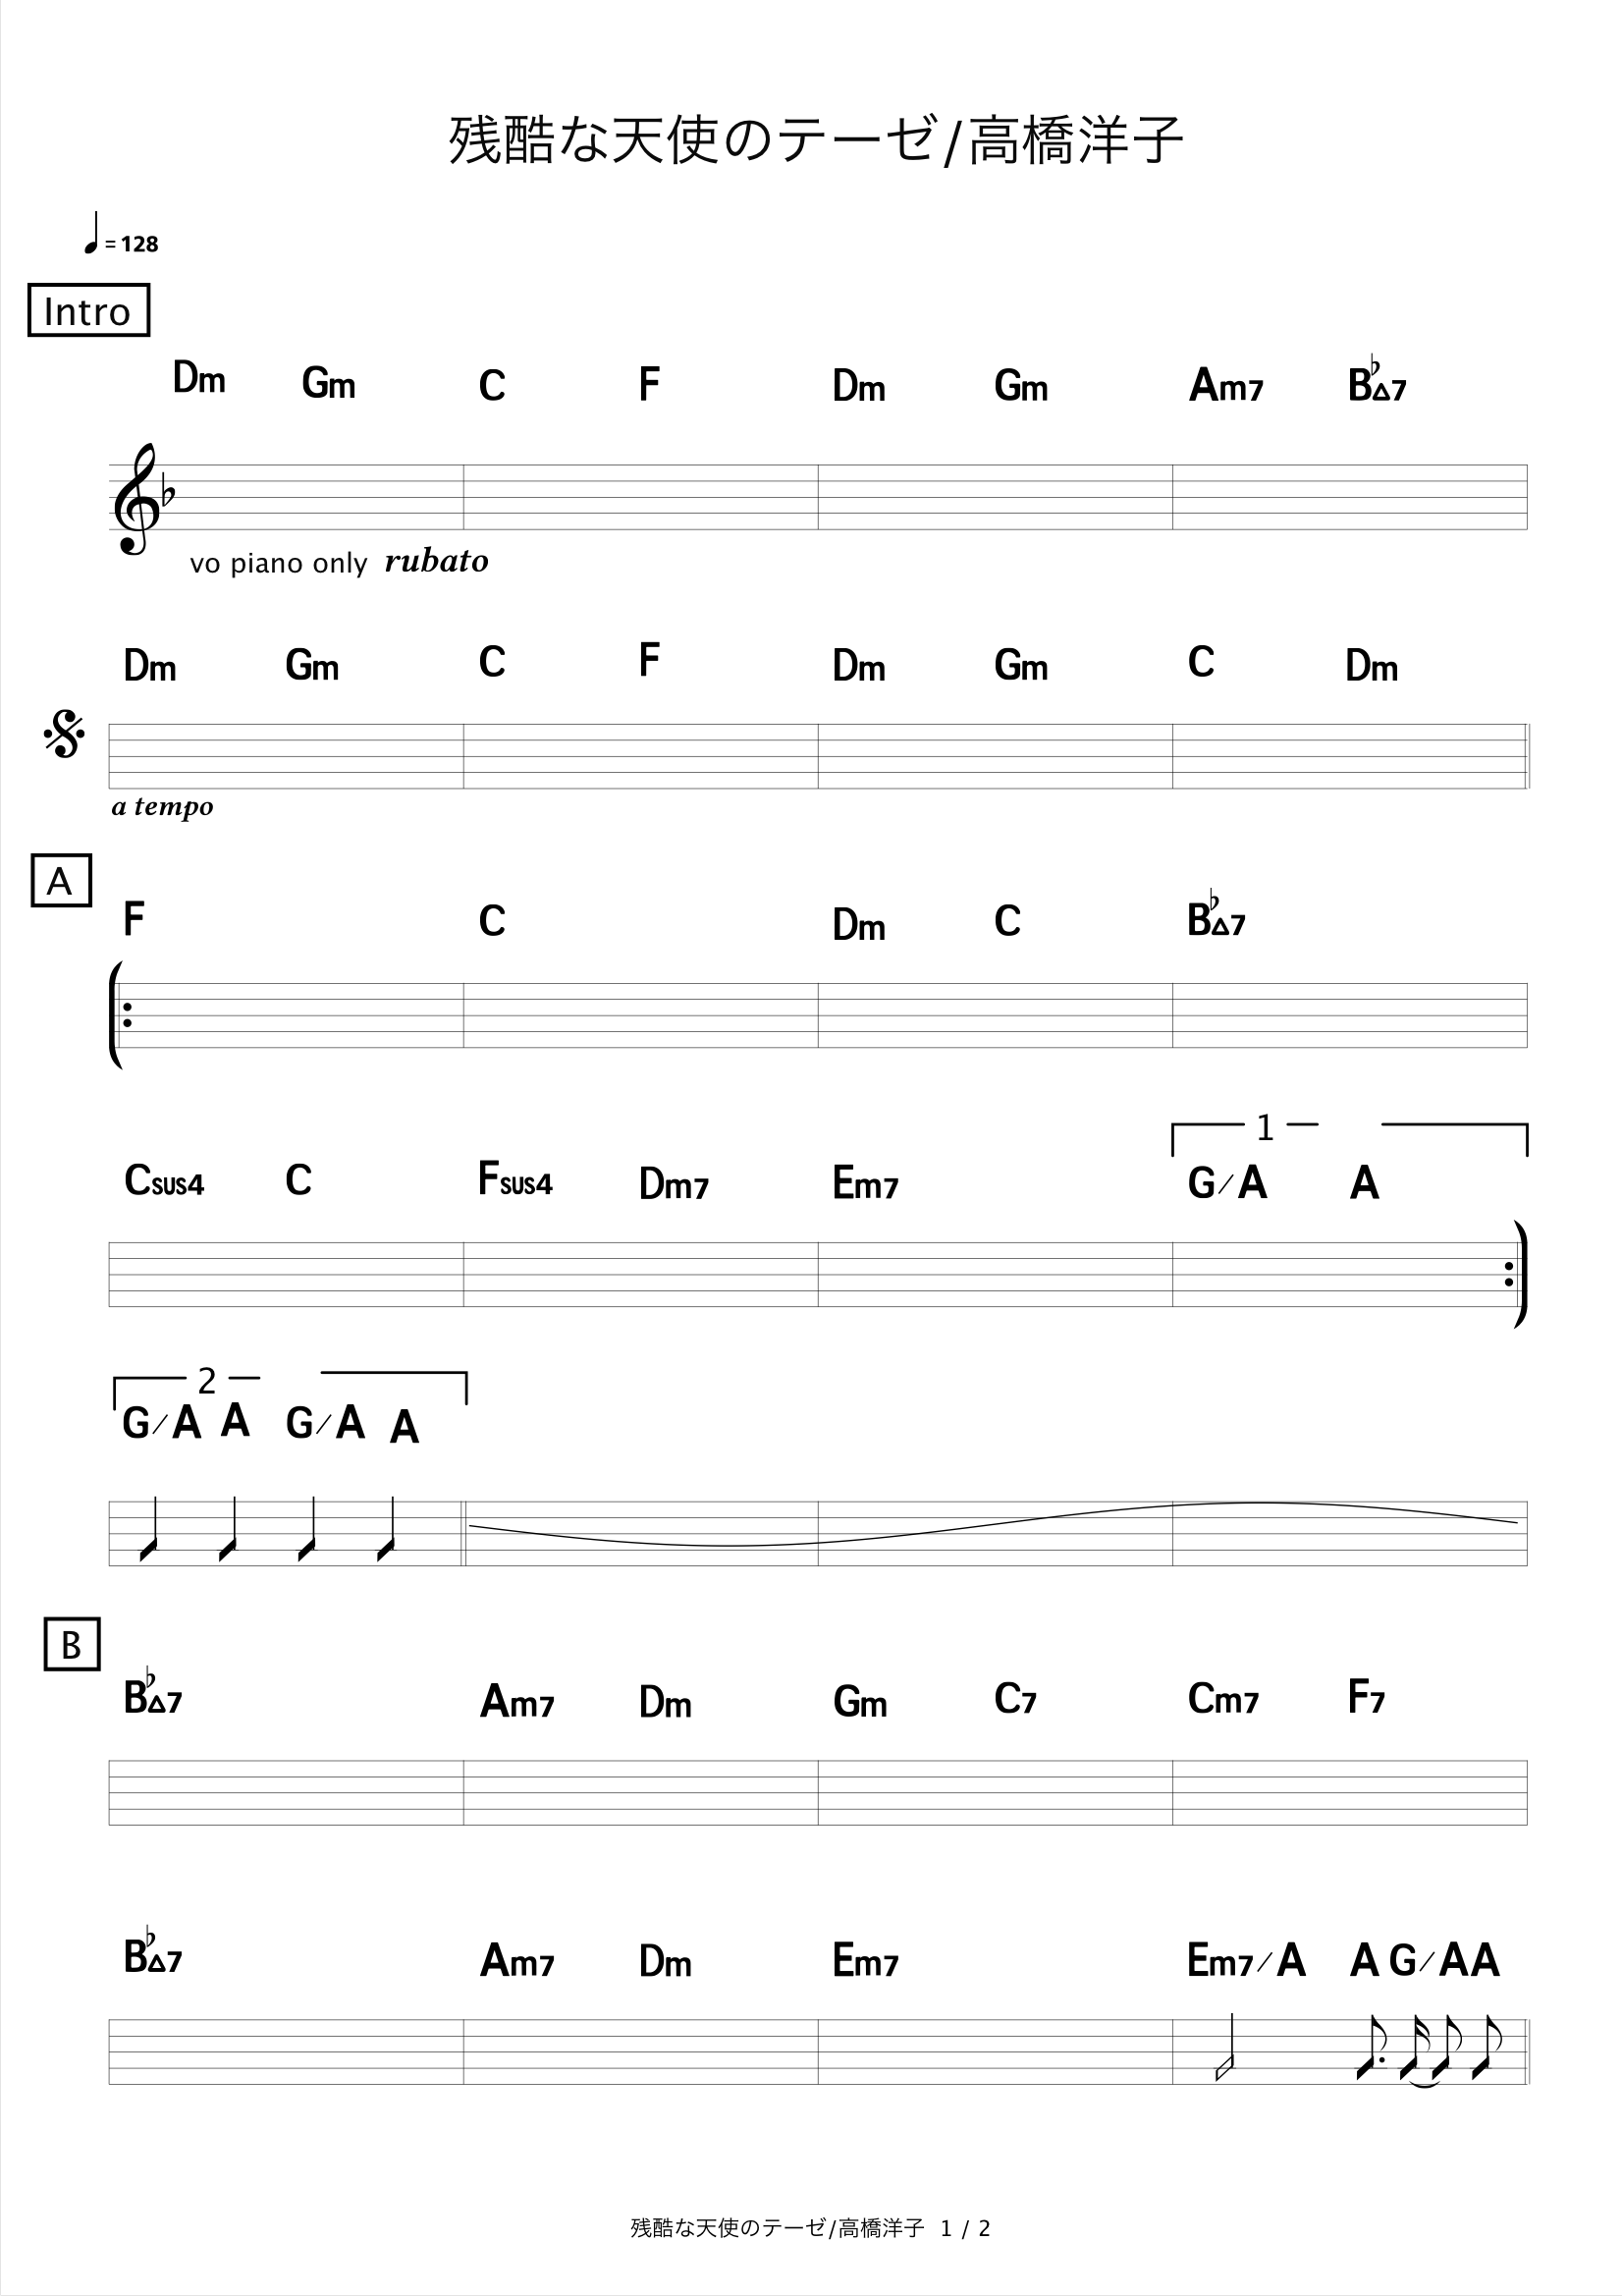 残酷な天使のテーゼ/高橋洋子
♩= 128
Intro
Dm Gm C F Dm Gm Am7 B♭△7
vo piano only rubato
Dm Gm C F Dm Gm C Dm
a tempo
A
F C Dm C B♭△7
1
Csus4 C Fsus4 Dm7 Em7 G/A A
2
G/A A G/A A
B
B♭△7 Am7 Dm Gm C7 Cm7 F7
B♭△7 Am7 Dm Em7 Em7/A A G/A A
残酷な天使のテーゼ/高橋洋子 1 / 2